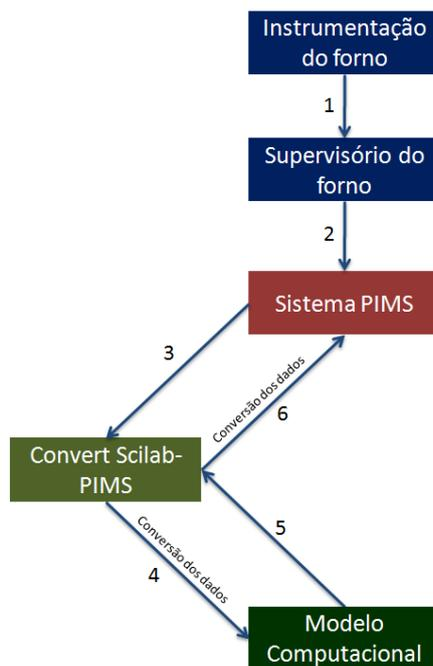 Instrumentação
do forno
1
Supervisório do
forno
2
Sistema PIMS
3
Conversão dos dados
6
Convert Scilab-
PIMS
Conversão dos dados
4
5
Modelo
Computacional